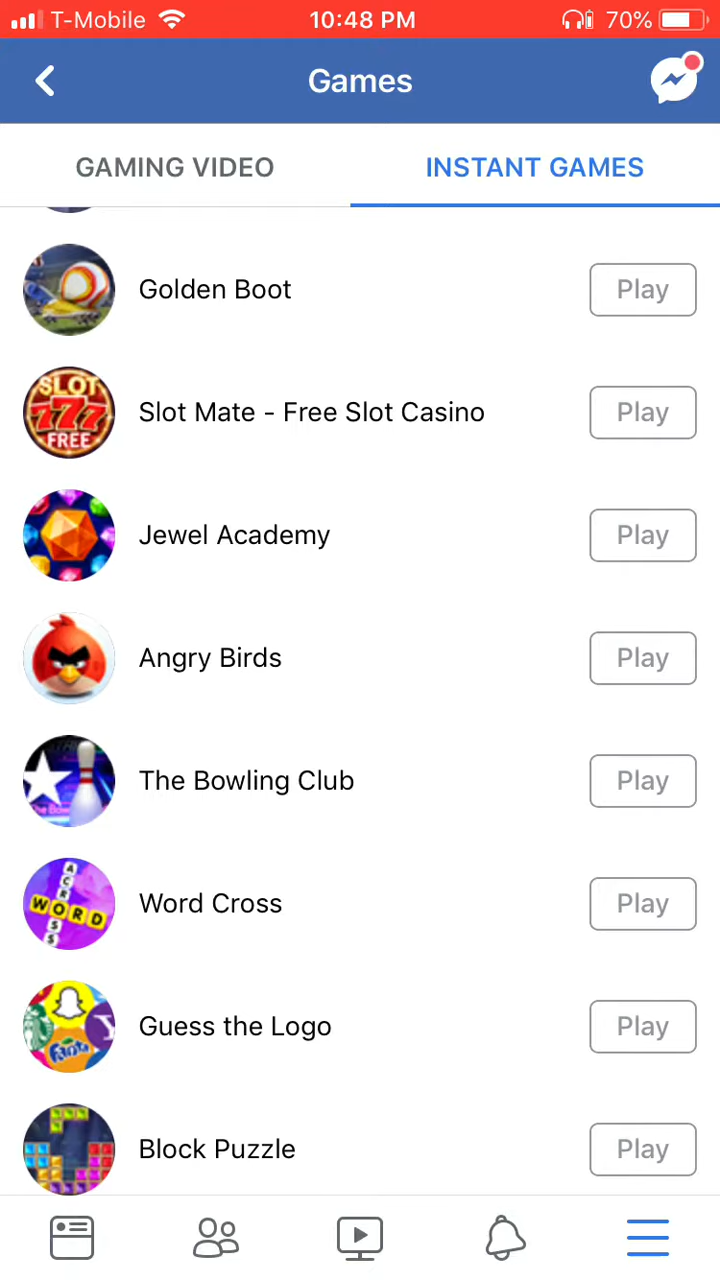 T-Mobile 10:48 PM 70%
Games
GAMING VIDEO INSTANT GAMES
Golden Boot Play
SLOT
777
FREE
Slot Mate - Free Slot Casino Play
Jewel Academy Play
Angry Birds Play
The Bowling Club Play
WORD
ACROSS
Word Cross Play
Fanta
Y
Guess the Logo Play
Block Puzzle Play